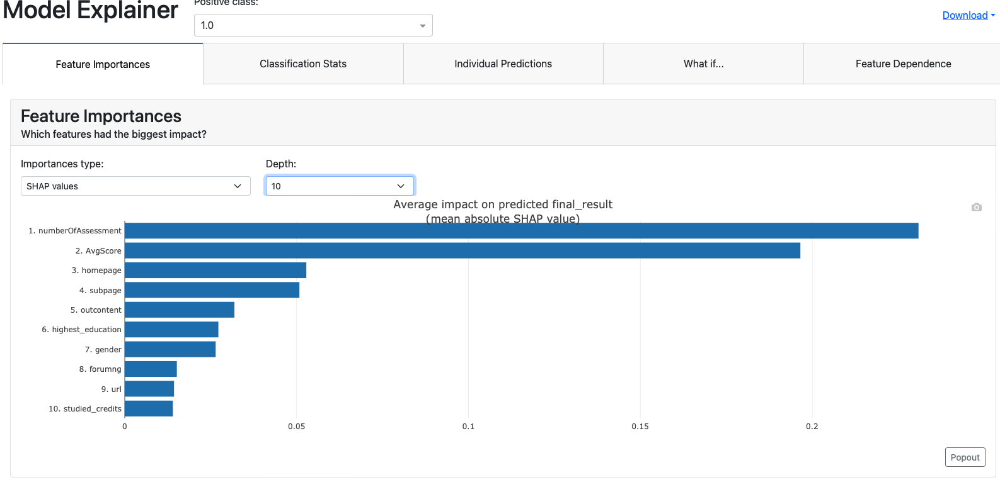 Model Explainer
Positive class:
1.0
Download
Feature Importances
Classification Stats
Individual Predictions
What if...
Feature Dependence
Feature Importances
Which features had the biggest impact?
Importances type:
Depth:
SHAP values
10
Average impact on predicted final_result
(mean absolute SHAP value)
1. numberOfAssessment
2. AvgScore
3. homepage
4. subpage
5. outcontent
6. highest_education
7. gender
8. forumng
9. url
10. studied_credits
0
0.05
0.1
0.15
0.2
Popout